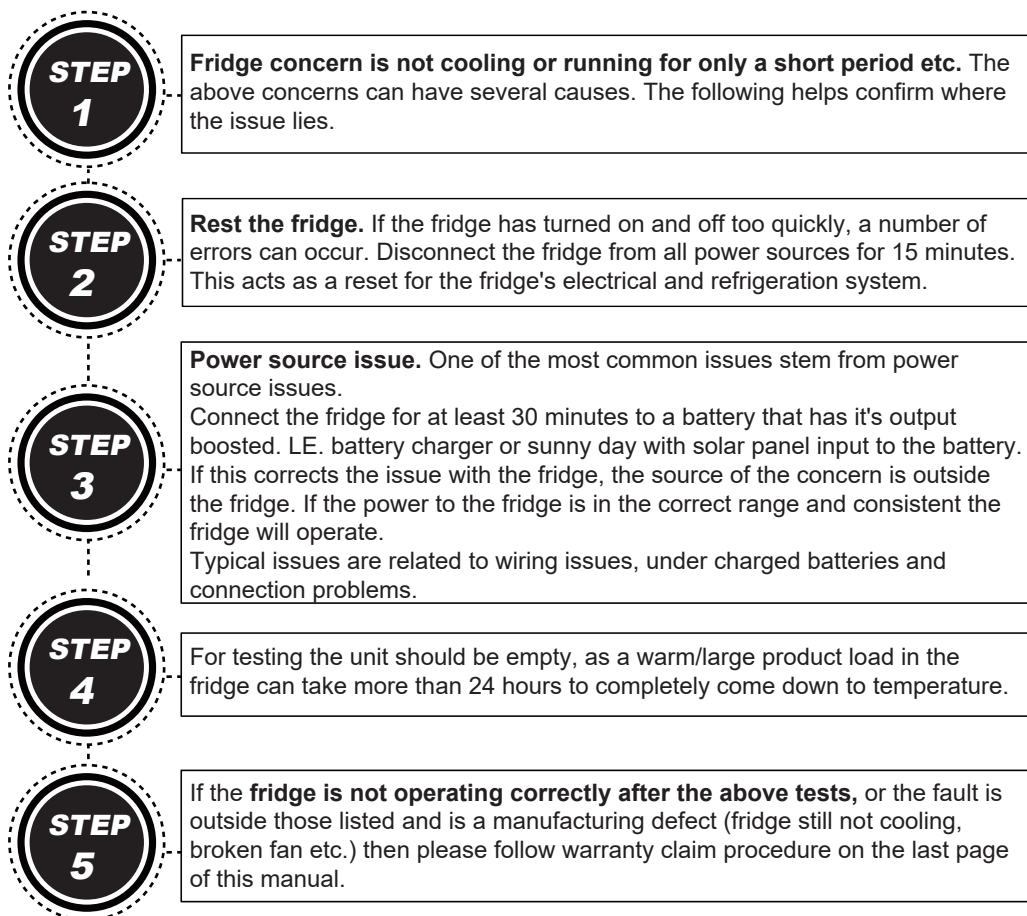 STEP
1
Fridge concern is not cooling or running for only a short period etc. The
above concerns can have several causes. The following helps confirm where
the issue lies.
STEP
2
Rest the fridge. If the fridge has turned on and off too quickly, a number of
errors can occur. Disconnect the fridge from all power sources for 15 minutes.
This acts as a reset for the fridge's electrical and refrigeration system.
STEP
3
Power source issue. One of the most common issues stem from power
source issues.
Connect the fridge for at least 30 minutes to a battery that has it's output
boosted. LE. battery charger or sunny day with solar panel input to the battery.
If this corrects the issue with the fridge, the source of the concern is outside
the fridge. If the power to the fridge is in the correct range and consistent the
fridge will operate.
Typical issues are related to wiring issues, under charged batteries and
connection problems.
STEP
4
For testing the unit should be empty, as a warm/large product load in the
fridge can take more than 24 hours to completely come down to temperature.
STEP
5
If the fridge is not operating correctly after the above tests, or the fault is
outside those listed and is a manufacturing defect (fridge still not cooling,
broken fan etc.) then please follow warranty claim procedure on the last page
of this manual.